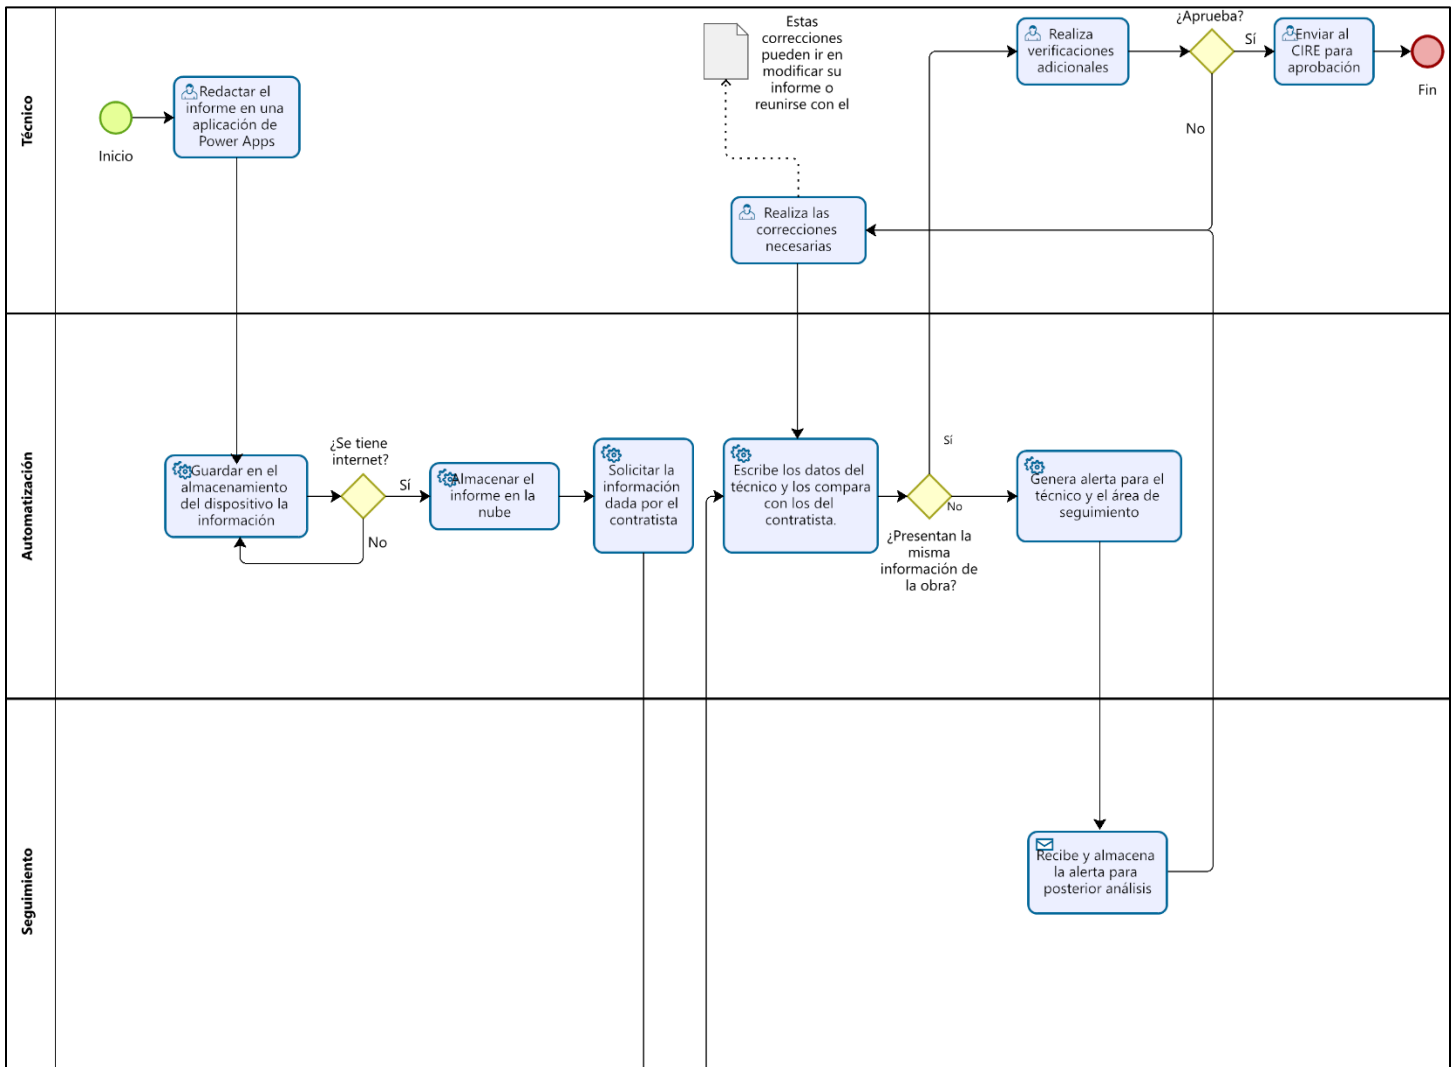 Técnico
Inicio
Redactar el
informe en una
aplicación de
Power Apps
Estas
correcciones
pueden ir en
modificar su
informe o
reunirse con el
Realiza las
correcciones
necesarias
Realiza
verificaciones
adicionales
¿Aprueba?
Sí
No
Enviar al
CIRE para
aprobación
Fin
Automatización
Guardar en el
almacenamiento
del dispositivo la
información
¿Se tiene
internet?
Sí
No
Almacenar el
informe en la
nube
Solicitar la
información
dada por el
contratista
Escribe los datos del
técnico y los compara
con los del
contratista.
Sí
No
¿Presentan la
misma
información de
la obra?
Genera alerta para el
técnico y el área de
seguimiento
Seguimiento
Recibe y almacena
la alerta para
posterior análisis